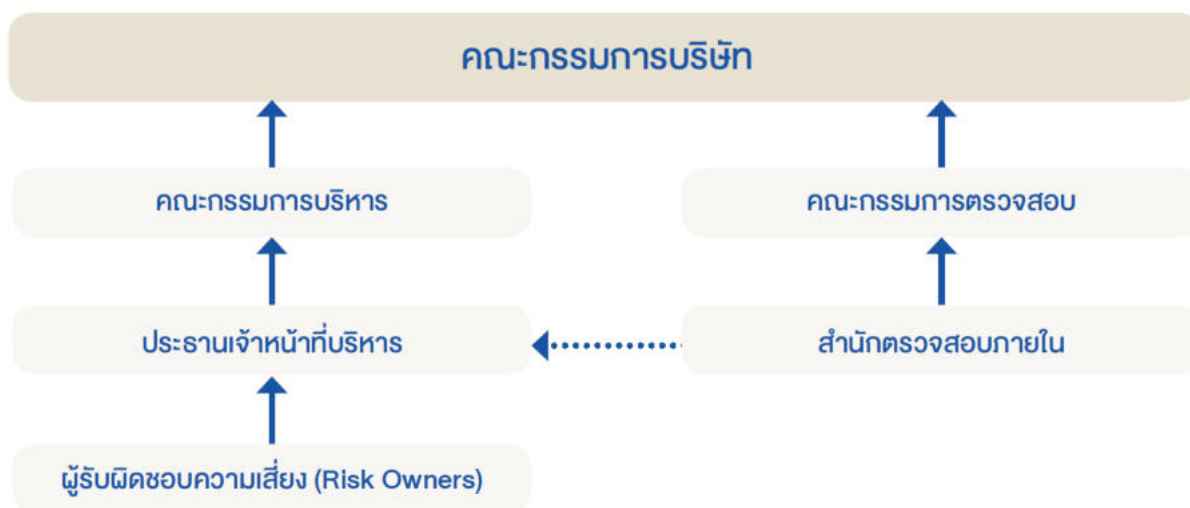 คณะกรรมการบริษัท
คณะกรรมการบริหาร
คณะกรรมการตรวจสอบ
ประธานเจ้าหน้าที่บริหาร
สำนักตรวจสอบภายใน
ผู้รับผิดชอบความเสี่ยง (Risk Owners)